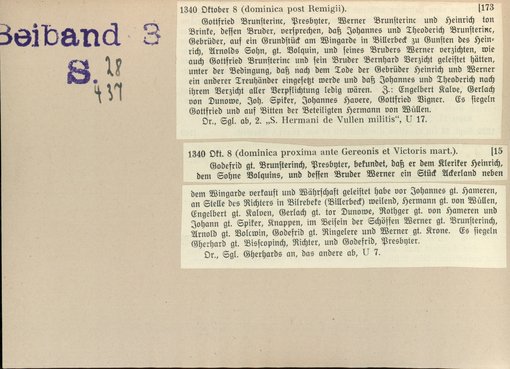 Beiband 3
S. 28
437
1340 Oktober 8 (dominica post Remigii). [173
Gottfried Brunsterinc, Presbyter, Werner Brunsterinc und Heinrich ton
Brinke, dessen Bruder, versprechen, daß Johannes und Theoderich Brunsterinc,
Gebrüder, auf ein Grundstück am Wingarde in Billerbeck zu Gunsten des Hein-
rich, Arnolds Sohn, gt. Volquin, und seines Bruders Werner verzichten, wie
auch Gottfried Brunsterinc und sein Bruder Bernhard Verzicht geleistet hätten,
unter der Bedingung, daß nach dem Tode der Gebrüder Heinrich und Werner
ein anderer Treuhänder eingesetzt werde und daß Johannes und Theoderich nach
ihrem Verzicht aller Verpflichtung ledig wären. Z.: Engelbert Kalve, Gerlach
von Dunowe, Joh. Spiker, Johannes Havere, Gottfried Vigner. Es siegeln
Gottfried und auf Bitten der Beteiligten Hermann von Wüllen.
Or., Sgl. ab, 2. „S. Hermani de Vullen militis“, U 17.
1340 Okt. 8 (dominica proxima ante Gereonis et Victoris mart.). [15
Godefrid gt. Brunsterinch, Presbyter, bekundet, daß er dem Kleriker Heinrich,
dem Sohne Volquins, und dessen Bruder Werner ein Stück Ackerland neben
dem Wingarde verkauft und Währschaft geleistet habe vor Johannes gt. Hameren,
an Stelle des Richters in Bilrebeke (Billerbeck) weilend, Hermann gt. von Wüllen,
Engelbert gt. Kalven, Gerlach gt. tor Dunowe, Rothger gt. von Hameren und
Johann gt. Spiker, Knappen, im Beisein der Schöffen Werner gt. Brunsterinch,
Arnold gt. Volcwin, Godefrid gt. Ringelere und Werner gt. Krone. Es siegeln
Gherhard gt. Bisscopinch, Richter, und Godefrid, Presbyter.
Or., Sgl. Gherhards an, das andere ab, U 7.